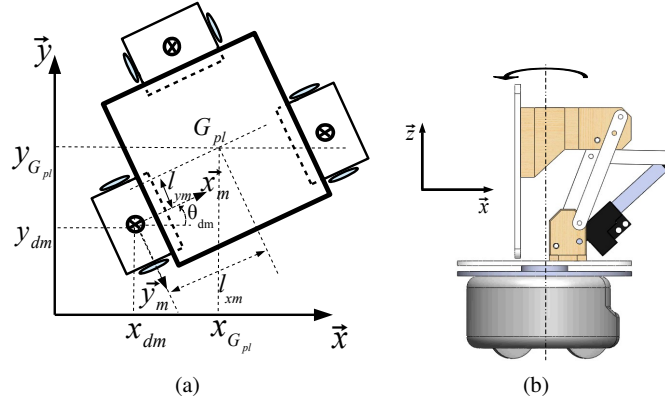 y⃗
G_{pl}
y_{G_{pl}}
l_{ym}
x⃗_m
θ_{dm}
y_{dm}
y⃗_m
l_{xm}
x_{dm}
x_{G_{pl}}
x⃗
(a)
z⃗
x⃗
(b)